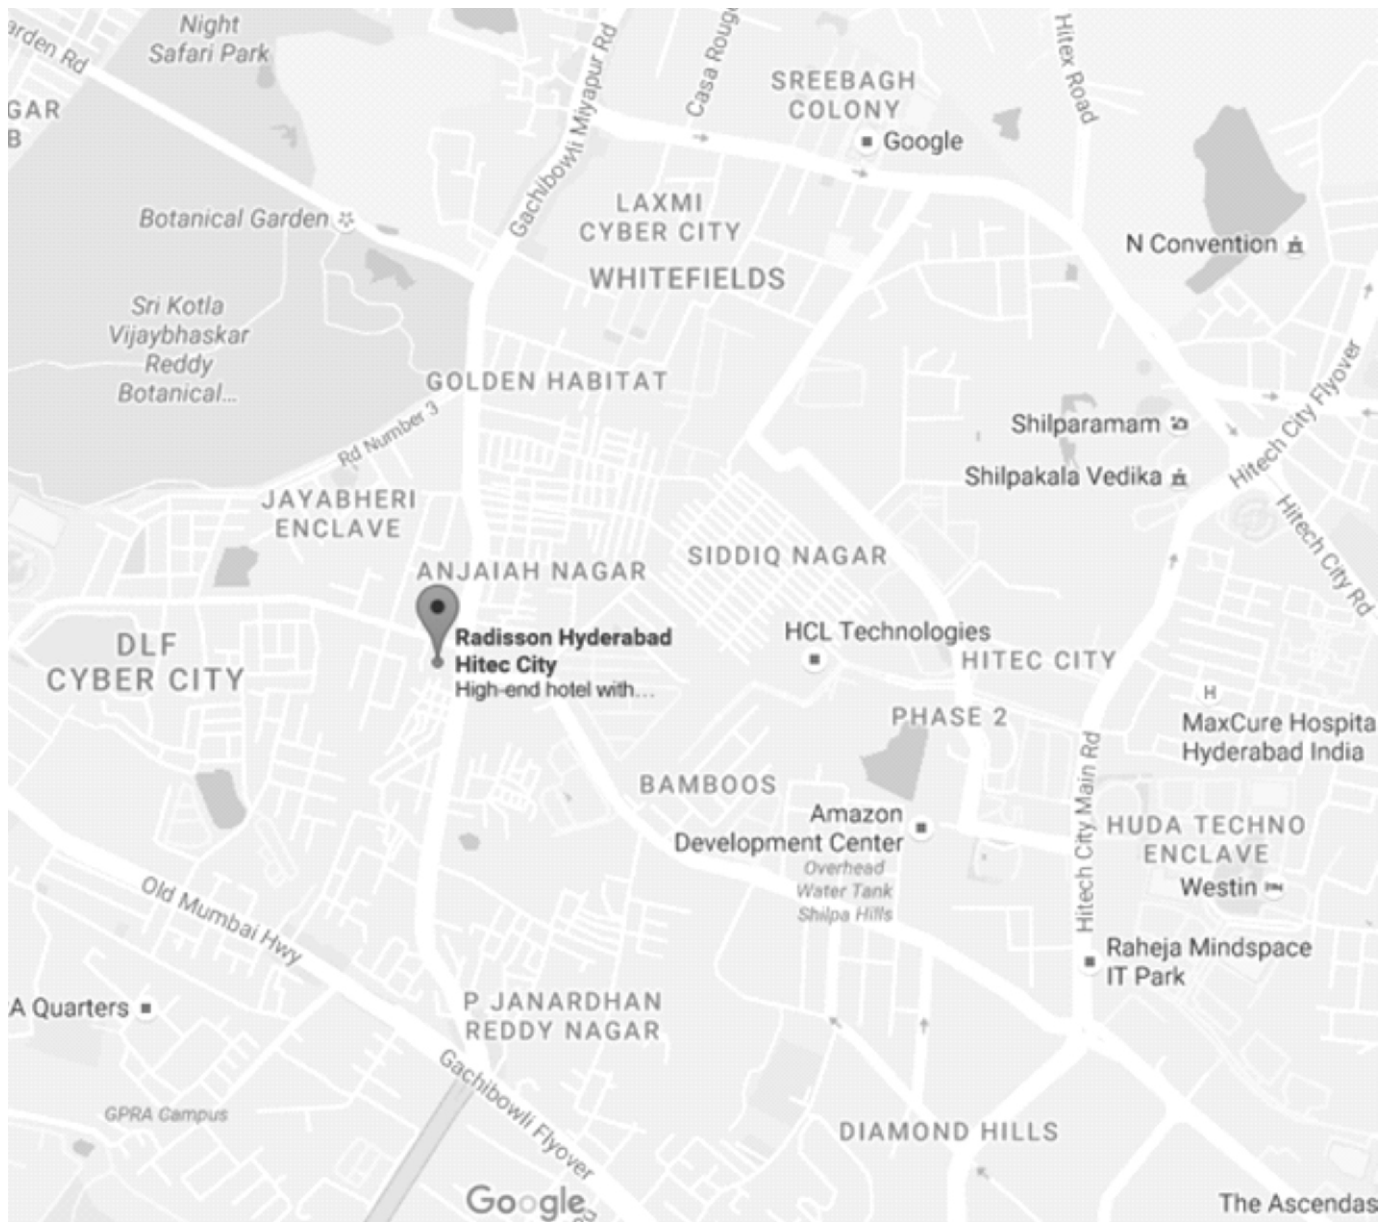 Night
Safari Park
arden Rd
GAR
B
Gachibowli Miyapur Rd
Casa Roug
SREEBAGH
COLONY
Google
Hitex Road
LAXMI
CYBER CITY
Botanical Garden
N Convention
WHITEFIELDS
Sri Kotla
Vijaybhaskar
Reddy
Botanical...
GOLDEN HABITAT
Rd Number 3
Shilparamam
Hitech City Flyover
Shilpakala Vedika
JAYABHERI
ENCLAVE
Hitech City Rd
SIDDIQ NAGAR
ANJAIAH NAGAR
DLF
CYBER CITY
Radisson Hyderabad
Hitec City
High-end hotel with...
HCL Technologies
HITEC CITY
H
PHASE 2
MaxCure Hospita
Hyderabad India
BAMBOOS
Hitech City Main Rd
Amazon
Development Center
HUDA TECHNO
ENCLAVE
Overhead
Water Tank
Shilpa Hills
Westin
Old Mumbai Hwy
Raheja Mindspace
IT Park
A Quarters
P JANARDHAN
REDDY NAGAR
Gachibowli Flyover
GPRA Campus
DIAMOND HILLS
Google
The Ascendas